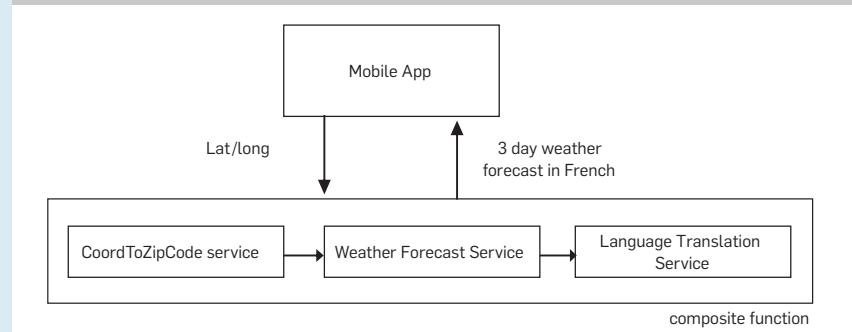 Mobile App
Lat/long
3 day weather
forecast in French
CoordToZipCode service
Weather Forecast Service
Language Translation
Service
composite function